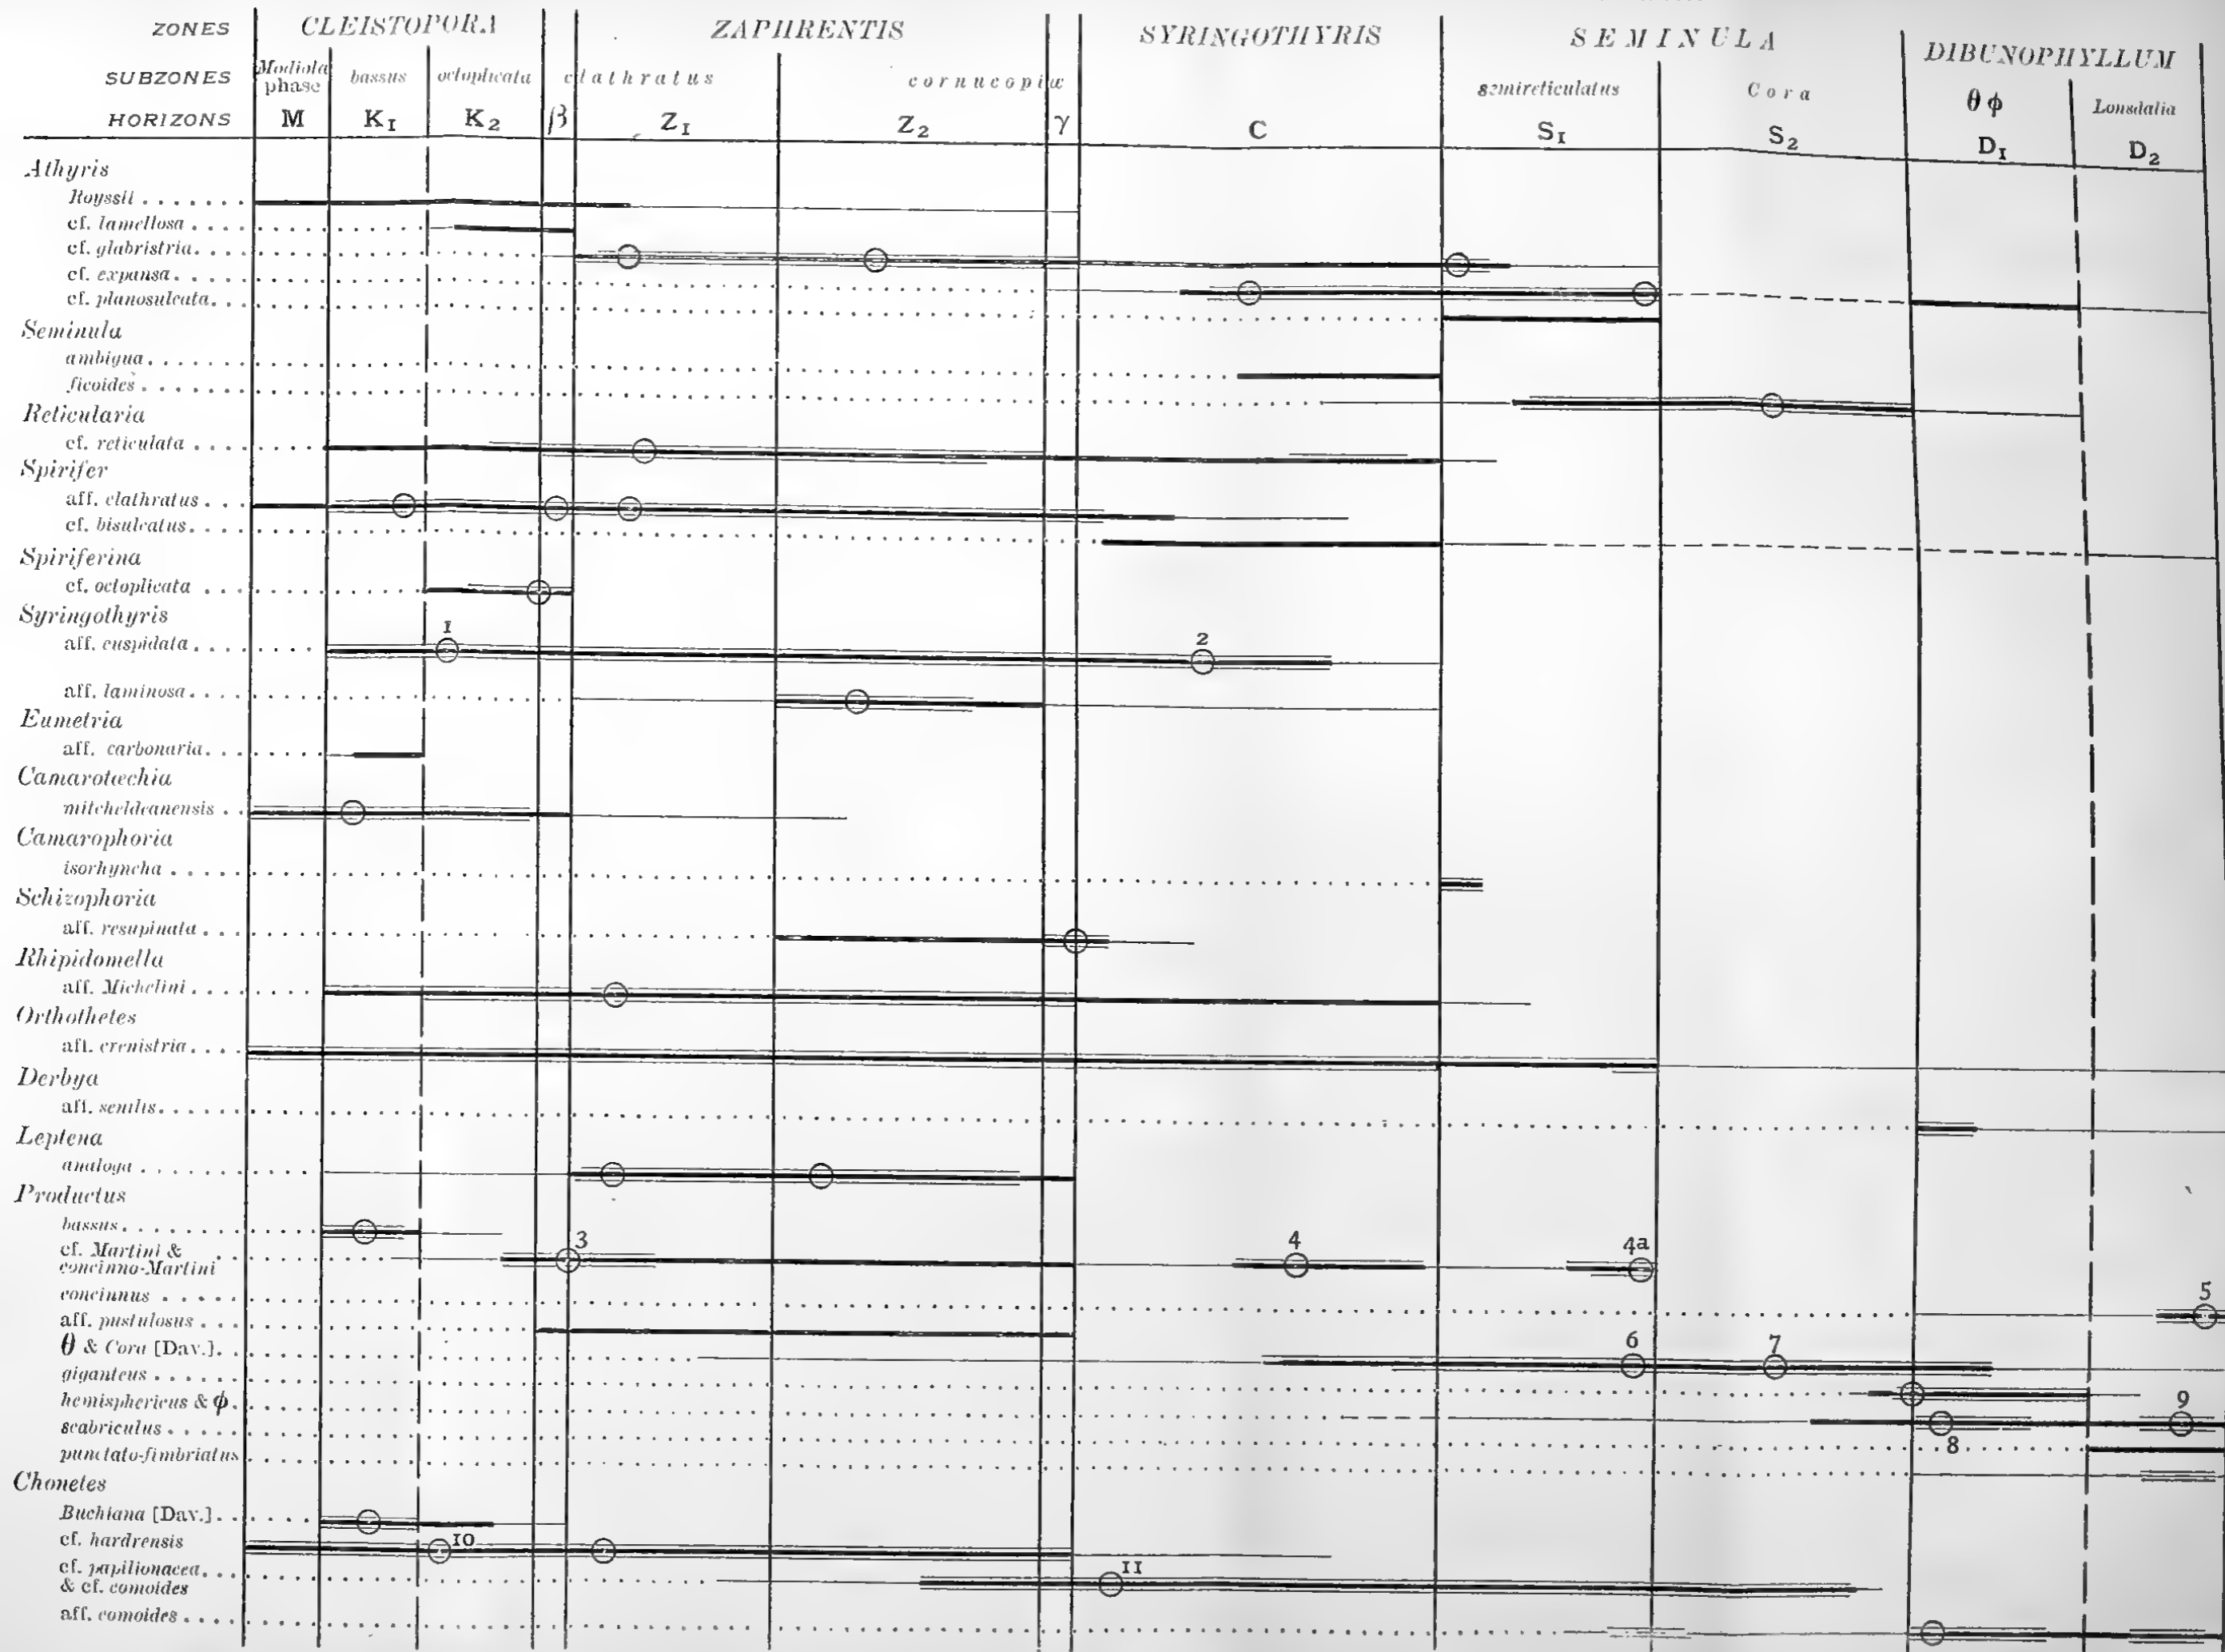 ZONES CLEISTOPORA ZAPHRENTIS SYRINGOTHYRIS SEMINULA DIBUNOPHYLLUM
SUBZONES Modiola phase bassus octoplicata clathratus cornucopiæ semireticulatus Cora θ ϕ Lonsdalia
HORIZONS M K1 K2 β Z1 Z2 γ C S1 S2 D1 D2
Athyris
Royssii
cf. lamellosa
cf. glabristria
cf. expansa
cf. planosulcata
Seminula
ambigua
ficoides
Reticularia
cf. reticulata
Spirifer
aff. clathratus
cf. bisulcatus
Spiriferina
cf. octoplicata
Syringothyris
1 2
aff. cuspidata
aff. laminosa
Eumetria
aff. carbonaria
Camarotœchia
mitcheldeanensis
Camarophoria
isorhyncha
Schizophoria
aff. resupinata
Rhipidomella
aff. Michelini
Orthothetes
aff. crenistria
Derbya
aff. senilis
Leptena
analoga
Productus
bassus
3 4 4a
cf. Martini &
concinno-Martini
concinnus 5
aff. pustulosus
θ & Cora [Dav.] 6 7
giganteus
hemisphericus & ϕ 9
scabriculus 8
punctato-fimbriatus
Chonetes
Buchiana [Dav.]
cf. hardrensis 10
cf. papilionacea 11
& cf. comoides
aff. comoides